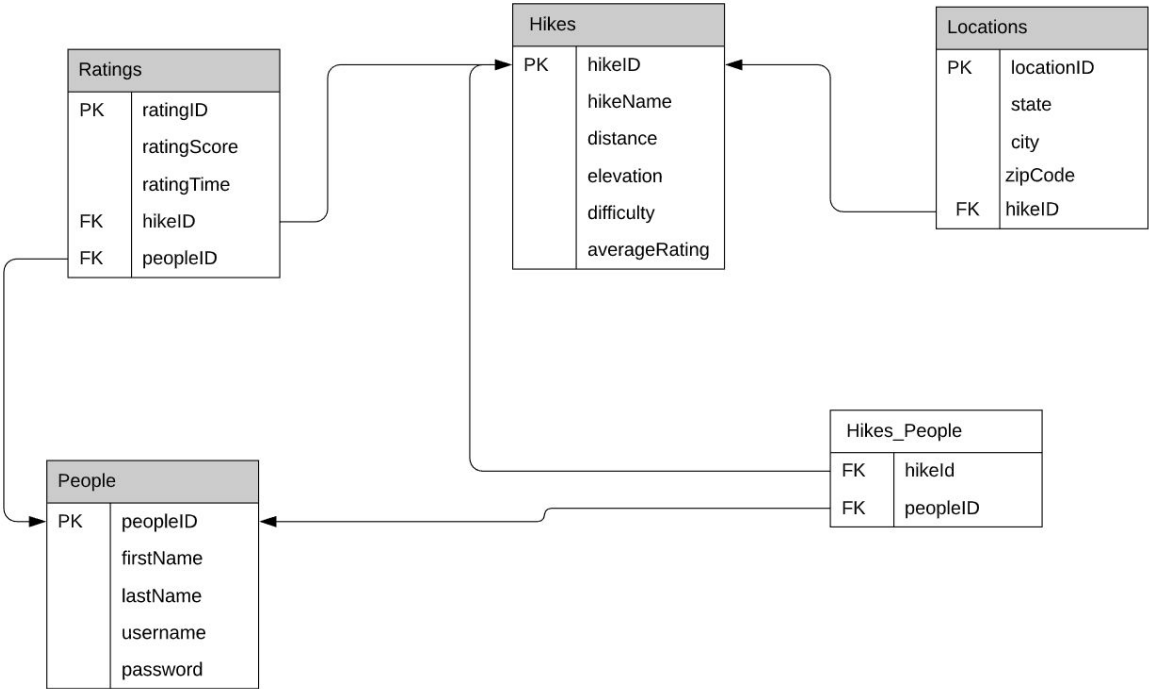 Ratings
PK ratingID
ratingScore
ratingTime
FK hikeID
FK peopleID
Hikes
PK hikeID
hikeName
distance
elevation
difficulty
averageRating
Locations
PK locationID
state
city
zipCode
FK hikeID
People
PK peopleID
firstName
lastName
username
password
Hikes_People
FK hikeId
FK peopleID